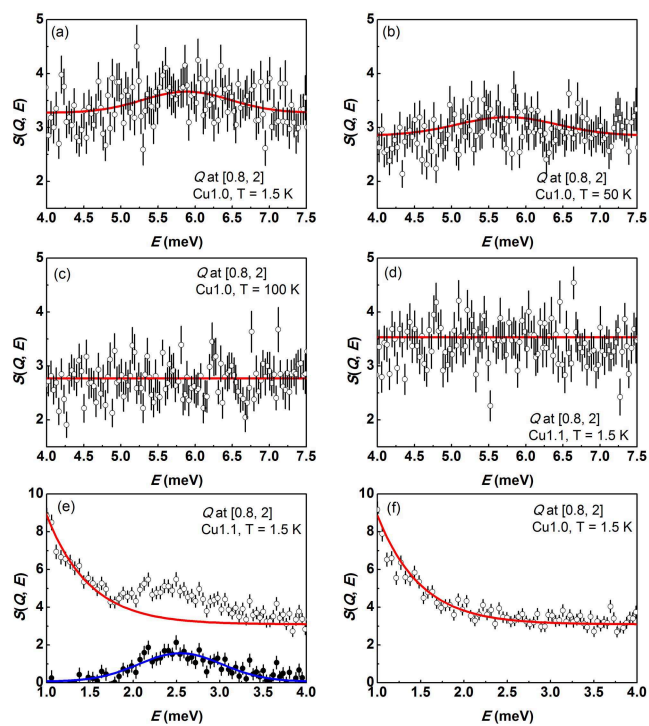 (a)
5
4
3
2
S(Q, E)
Q at [0.8, 2]
Cu1.0, T = 1.5 K
4.0 4.5 5.0 5.5 6.0 6.5 7.0 7.5
E (meV)
(b)
5
4
3
2
S(Q, E)
Q at [0.8, 2]
Cu1.0, T = 50 K
4.0 4.5 5.0 5.5 6.0 6.5 7.0 7.5
E (meV)
(c)
5
4
3
2
S(Q, E)
Q at [0.8, 2]
Cu1.0, T = 100 K
4.0 4.5 5.0 5.5 6.0 6.5 7.0 7.5
E (meV)
(d)
5
4
3
2
S(Q, E)
Q at [0.8, 2]
Cu1.1, T = 1.5 K
4.0 4.5 5.0 5.5 6.0 6.5 7.0 7.5
E (meV)
(e)
10
8
6
4
2
0
S(Q, E)
Q at [0.8, 2]
Cu1.1, T = 1.5 K
1.0 1.5 2.0 2.5 3.0 3.5 4.0
E (meV)
(f)
10
8
6
4
2
0
S(Q, E)
Q at [0.8, 2]
Cu1.0, T = 1.5 K
1.0 1.5 2.0 2.5 3.0 3.5 4.0
E (meV)